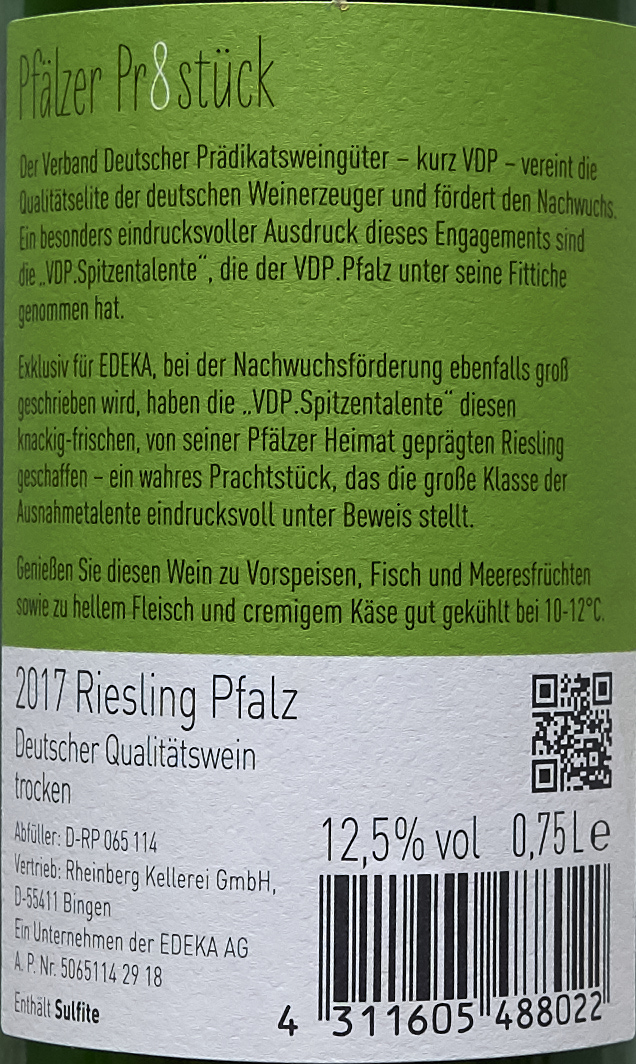 Pfälzer Pr8stück
Der Verband Deutscher Prädikatsweingüter – kurz VDP – vereint die
Qualitätselite der deutschen Weinerzeuger und fördert den Nachwuchs.
Ein besonders eindrucksvoller Ausdruck dieses Engagements sind
die „VDP.Spitzentalente“, die der VDP.Pfalz unter seine Fittiche
genommen hat.
Exklusiv für EDEKA, bei der Nachwuchsförderung ebenfalls groß
geschrieben wird, haben die „VDP.Spitzentalente“ diesen
knackig-frischen, von seiner Pfälzer Heimat geprägten Riesling
geschaffen – ein wahres Prachtstück, das die große Klasse der
Ausnahmetalente eindrucksvoll unter Beweis stellt.
Genießen Sie diesen Wein zu Vorspeisen, Fisch und Meeresfrüchten
sowie zu hellem Fleisch und cremigem Käse gut gekühlt bei 10-12°C.
2017 Riesling Pfalz
Deutscher Qualitätswein
trocken
Abfüller: D-RP 065 114
Vertrieb: Rheinberg Kellerei GmbH,
D-55411 Bingen
Ein Unternehmen der EDEKA AG
A. P. Nr. 5065114 29 18
Enthält Sulfite
12,5% vol 0,75 L e
4 311605 488022